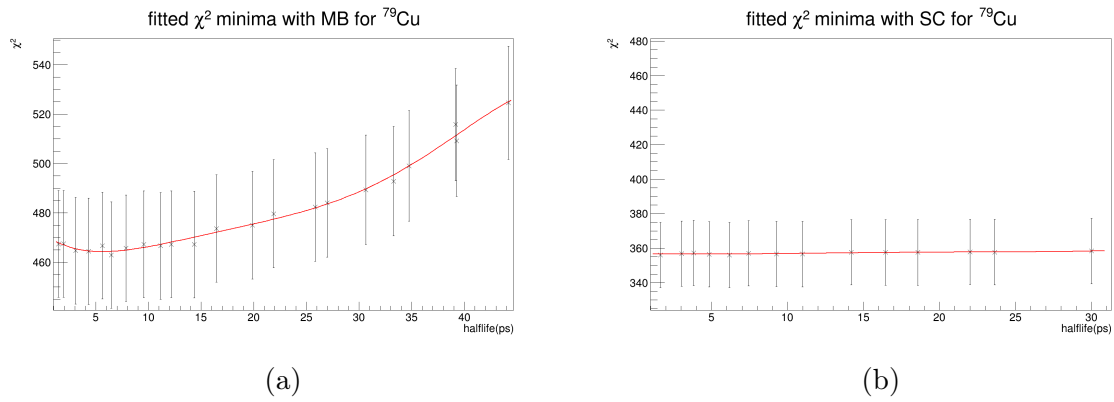 fitted χ² minima with MB for ⁷⁹Cu
χ²
540
520
500
480
460
5 10 15 20 25 30 35 40
halflife(ps)
(a)
fitted χ² minima with SC for ⁷⁹Cu
χ²
480
460
440
420
400
380
360
340
5 10 15 20 25 30
halflife(ps)
(b)